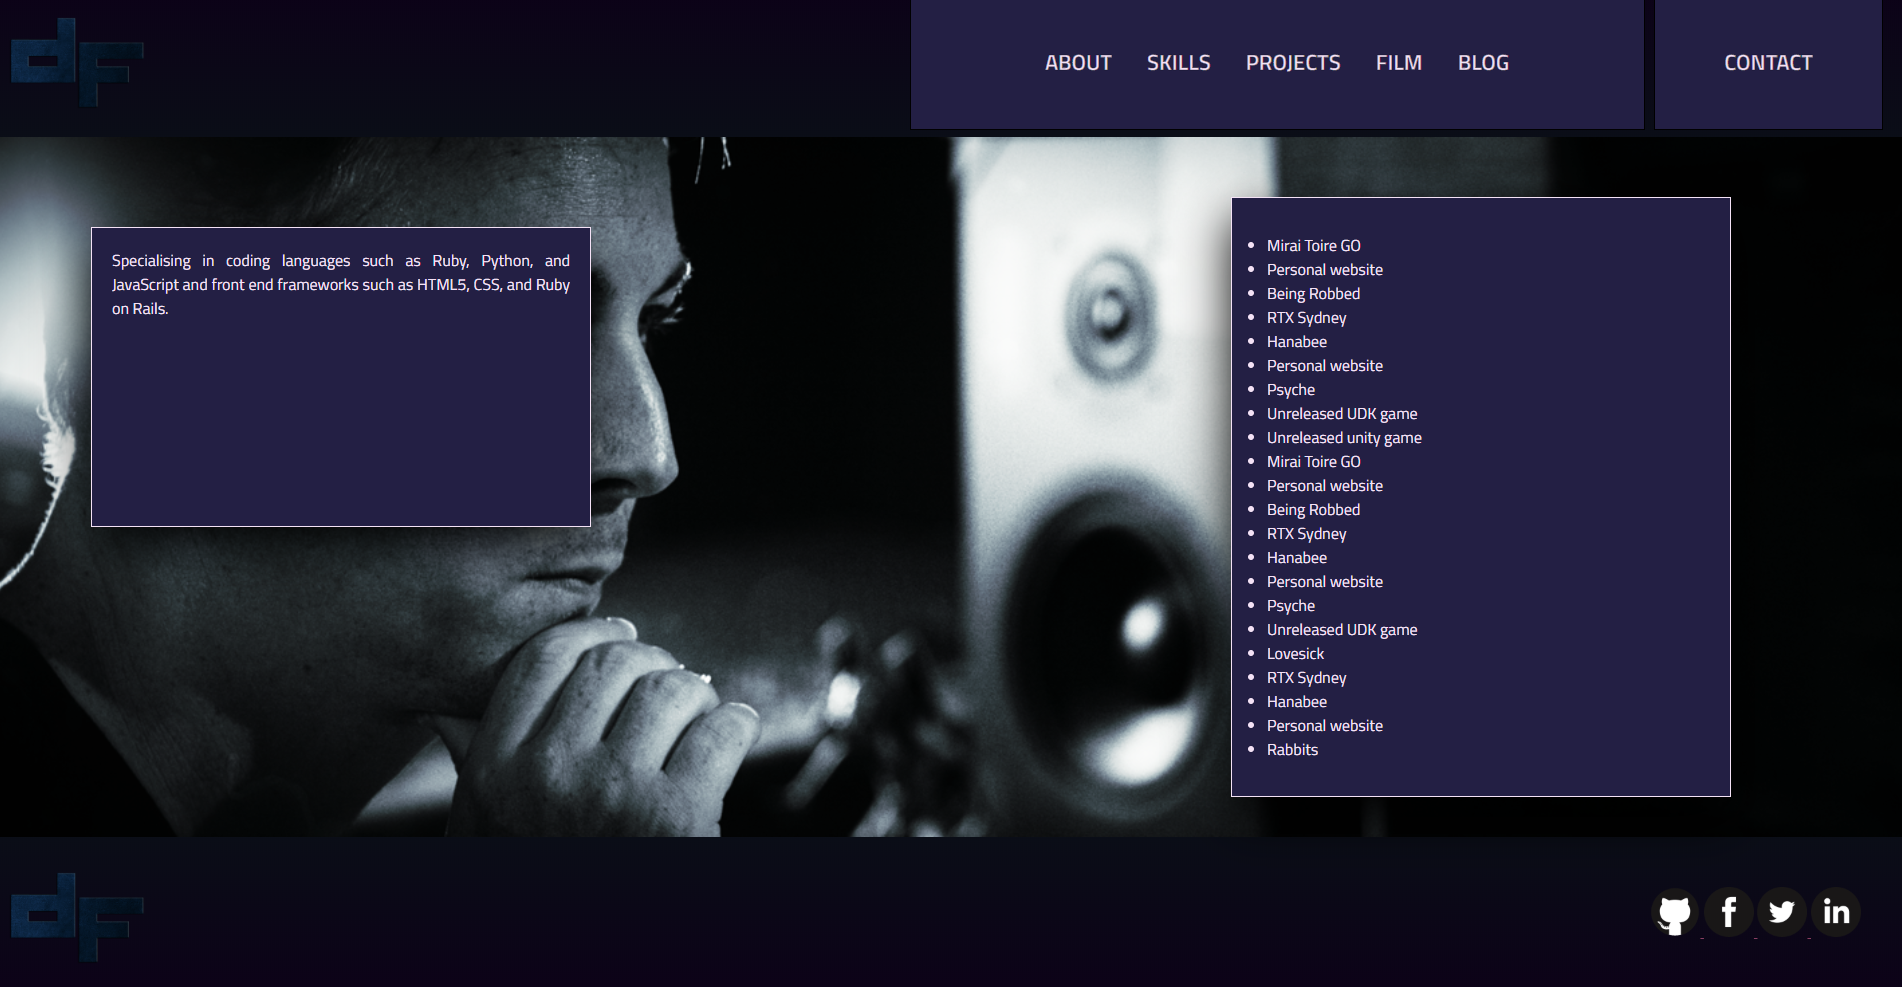 dF
ABOUT SKILLS PROJECTS FILM BLOG CONTACT
Specialising in coding languages such as Ruby, Python, and
JavaScript and front end frameworks such as HTML5, CSS, and Ruby
on Rails.
Mirai Toire GO
Personal website
Being Robbed
RTX Sydney
Hanabee
Personal website
Psyche
Unreleased UDK game
Unreleased unity game
Mirai Toire GO
Personal website
Being Robbed
RTX Sydney
Hanabee
Personal website
Psyche
Unreleased UDK game
Lovesick
RTX Sydney
Hanabee
Personal website
Rabbits
dF
f in